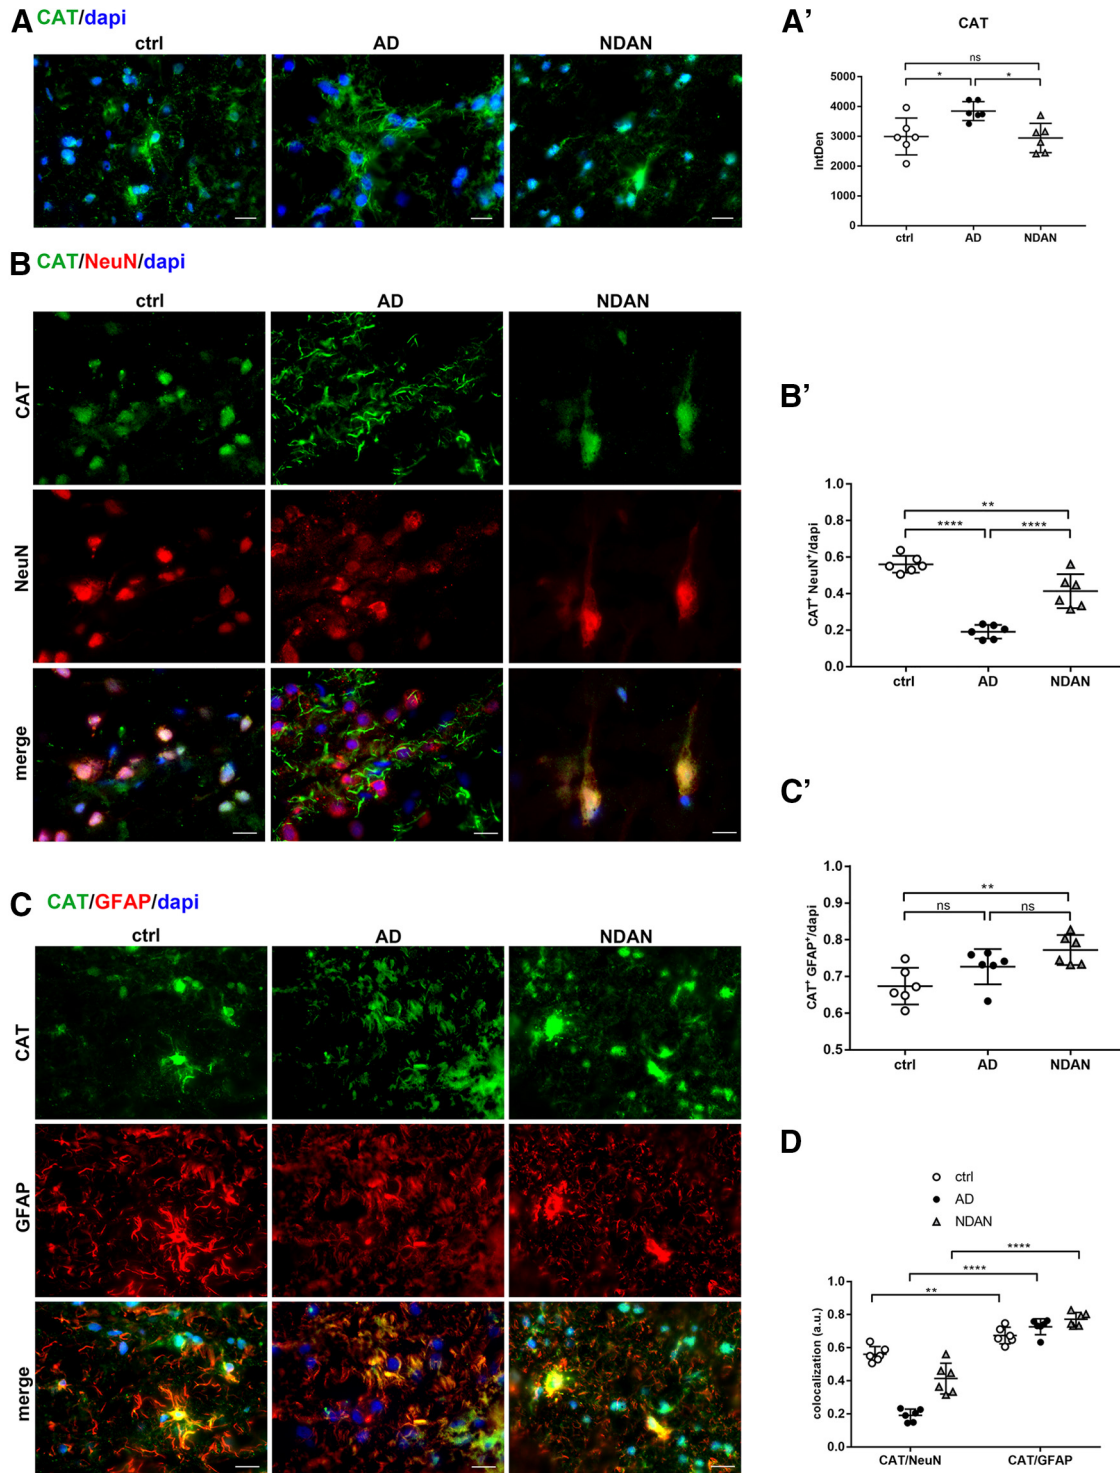 A CAT/dapi
ctrl AD NDAN
A’
CAT
ns
* *
5000
4000
3000
2000
1000
0
IntDen
ctrl AD NDAN
B CAT/NeuN/dapi
ctrl AD NDAN
CAT
NeuN
merge
B’
**
**** ****
1.0
0.8
0.6
0.4
0.2
0.0
CAT⁺ NeuN⁺/dapi
ctrl AD NDAN
C CAT/GFAP/dapi
ctrl AD NDAN
CAT
GFAP
merge
C’
**
ns ns
1.0
0.9
0.8
0.7
0.6
0.5
CAT⁺ GFAP⁺/dapi
ctrl AD NDAN
D
ctrl
AD
NDAN
****
****
**
1.0
0.8
0.6
0.4
0.2
0.0
colocalization (a.u.)
CAT/NeuN CAT/GFAP